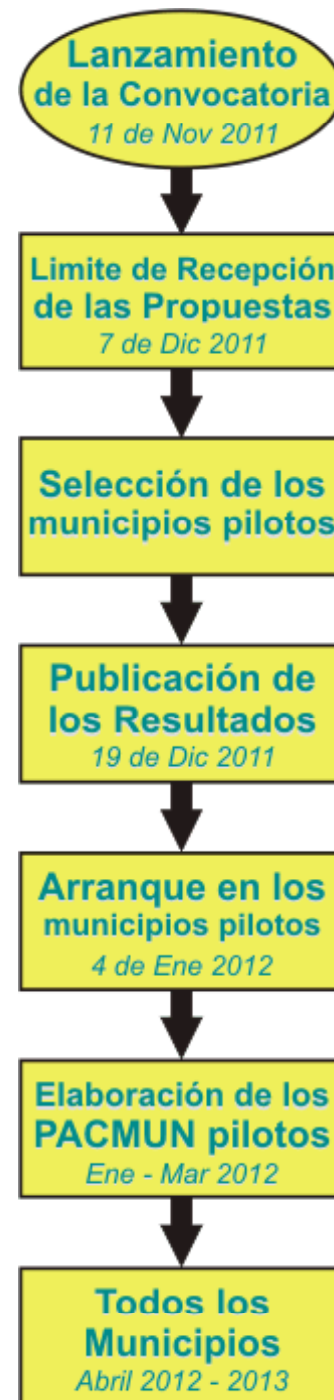 Lanzamiento
de la Convocatoria
11 de Nov 2011
Limite de Recepción
de las Propuestas
7 de Dic 2011
Selección de los
municipios pilotos
Publicación de
los Resultados
19 de Dic 2011
Arranque en los
municipios pilotos
4 de Ene 2012
Elaboración de los
PACMUN pilotos
Ene - Mar 2012
Todos los
Municipios
Abril 2012 - 2013